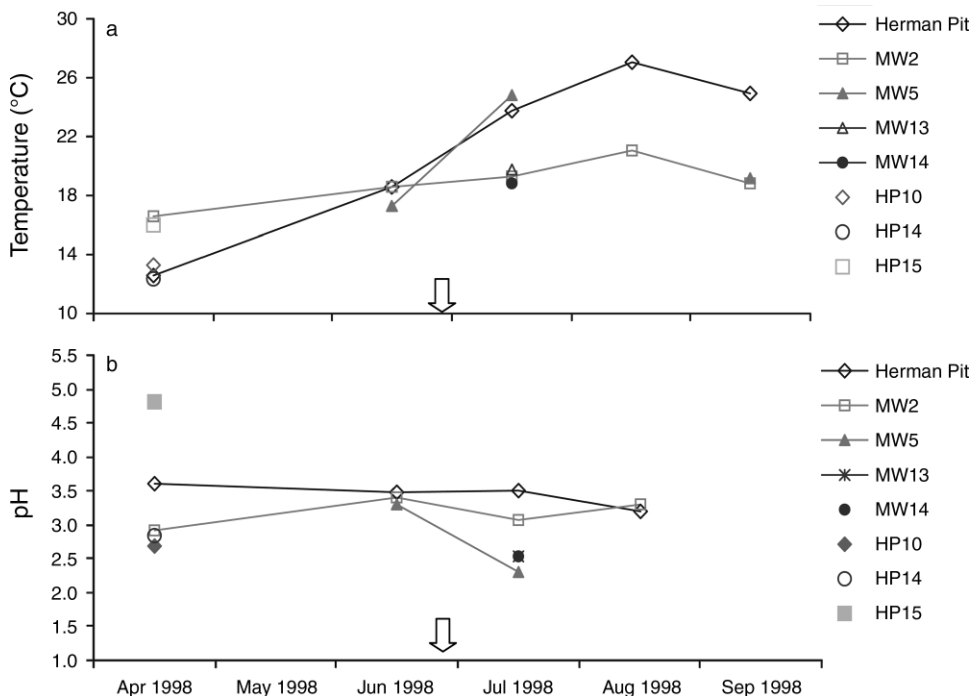 a
Temperature (°C)
30
26
22
18
14
10
Herman Pit
MW2
MW5
MW13
MW14
HP10
HP14
HP15
b
pH
5.5
5.0
4.5
4.0
3.5
3.0
2.5
2.0
1.5
1.0
Apr 1998 May 1998 Jun 1998 Jul 1998 Aug 1998 Sep 1998
Herman Pit
MW2
MW5
MW13
MW14
HP10
HP14
HP15